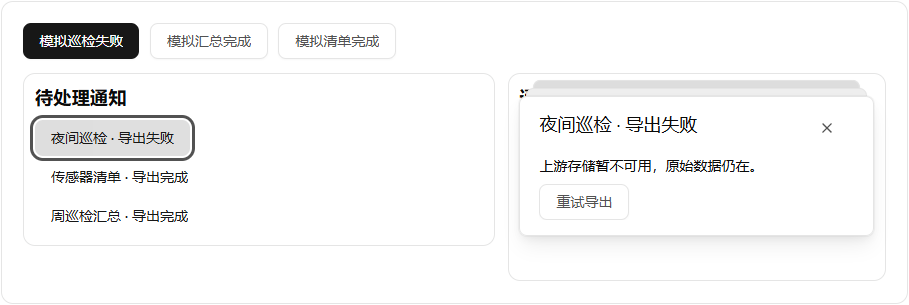 模拟巡检失败
模拟汇总完成
模拟清单完成
待处理通知
夜间巡检 · 导出失败
传感器清单 · 导出完成
周巡检汇总 · 导出完成
夜间巡检 · 导出失败
上游存储暂不可用，原始数据仍在。
重试导出